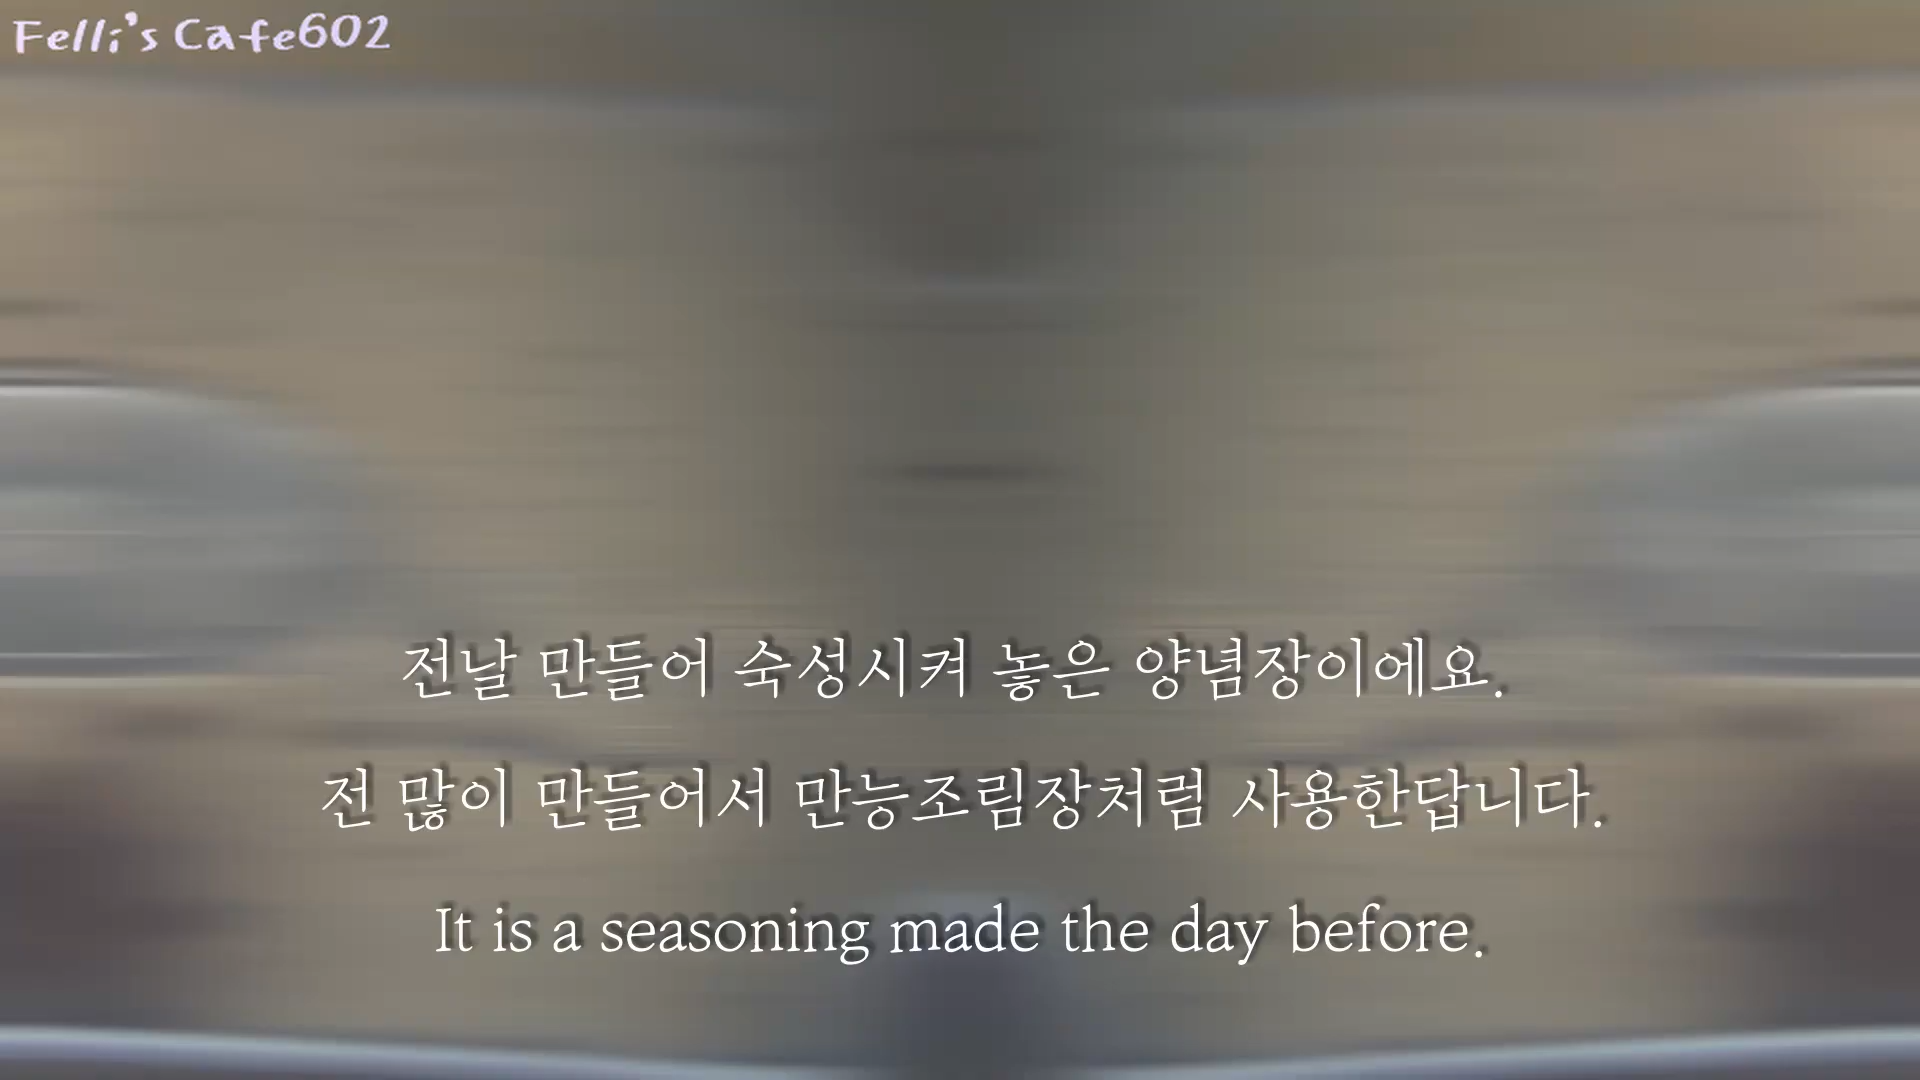 Felli's Cafe602
전날 만들어 숙성시켜 놓은 양념장이에요.
전 많이 만들어서 만능조림장처럼 사용한답니다.
It is a seasoning made the day before.